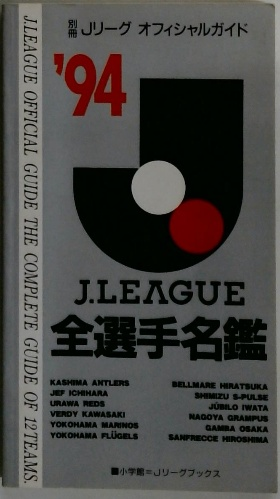 別冊 Jリーグ オフィシャルガイド
'94
J.LEAGUE
全選手名鑑
KASHIMA ANTLERS
JEF ICHIHARA
URAWA REDS
VERDY KAWASAKI
YOKOHAMA MARINOS
YOKOHAMA FLÜGELS
BELLMARE HIRATSUKA
SHIMIZU S-PULSE
JÚBILO IWATA
NAGOYA GRAMPUS
GAMBA OSAKA
SANFRECCE HIROSHIMA
■小学館=Jリーグブックス
J.LEAGUE OFFICIAL GUIDE THE COMPLETE GUIDE OF 12 TEAMS.